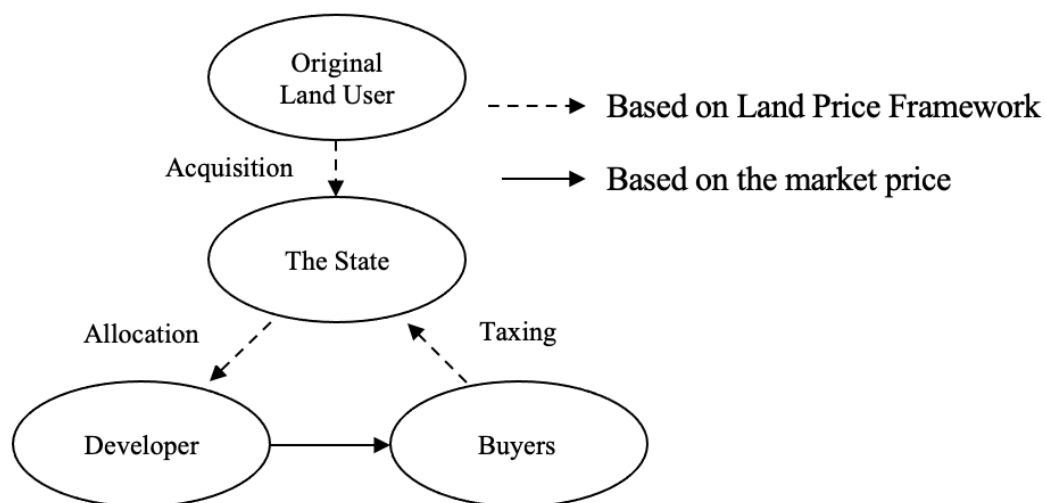 Original
Land User
Based on Land Price Framework
Acquisition
Based on the market price
The State
Allocation
Taxing
Developer
Buyers